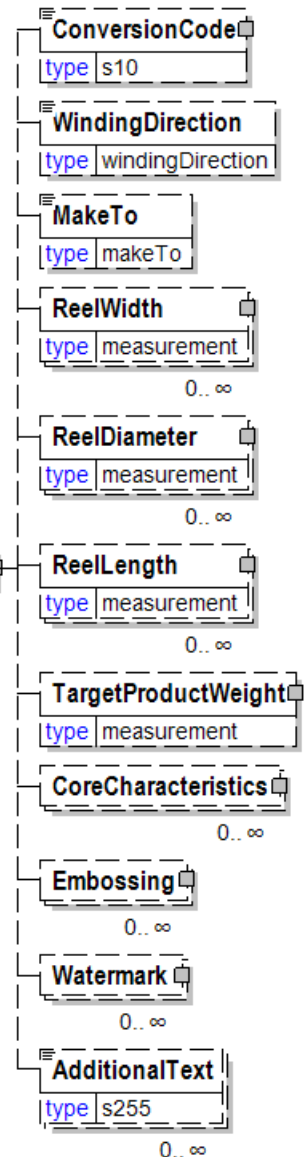 ConversionCode
type s10
WindingDirection
type windingDirection
MakeTo
type makeTo
ReelWidth
type measurement
0.. ∞
ReelDiameter
type measurement
0.. ∞
ReelLength
type measurement
0.. ∞
TargetProductWeight
type measurement
CoreCharacteristics
0.. ∞
Embossing
0.. ∞
Watermark
0.. ∞
AdditionalText
type s255
0.. ∞